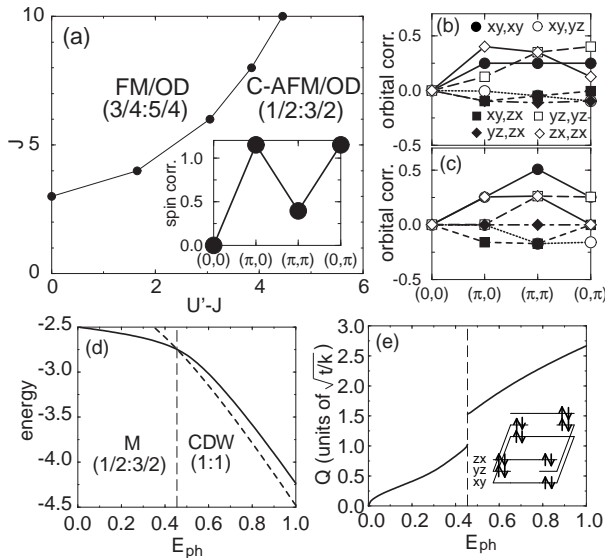 10
(a)
FM/OD
(3/4:5/4)
C-AFM/OD
(1/2:3/2)
J
5
0
0
2
4
6
U'-J
spin corr.
1.0
0.5
0.0
(0,0)
(π,0)
(π,π)
(0,π)
(b)
xy,xy
xy,yz
0.5
orbital corr.
0.0
xy,zx
yz,yz
yz,zx
zx,zx
-0.5
(c)
0.5
orbital corr.
0.0
-0.5
(0,0)
(π,0)
(π,π)
(0,π)
-2.5
(d)
-3.0
energy
-3.5
M
CDW
(1/2:3/2)
(1:1)
-4.0
-4.5
0.0
0.2
0.4
0.6
0.8
1.0
Eph
3.0
(e)
2.5
2.0
1.5
1.0
0.5
0.0
Q (units of √t/k)
zx
yz
xy
0.0
0.2
0.4
0.6
0.8
1.0
Eph